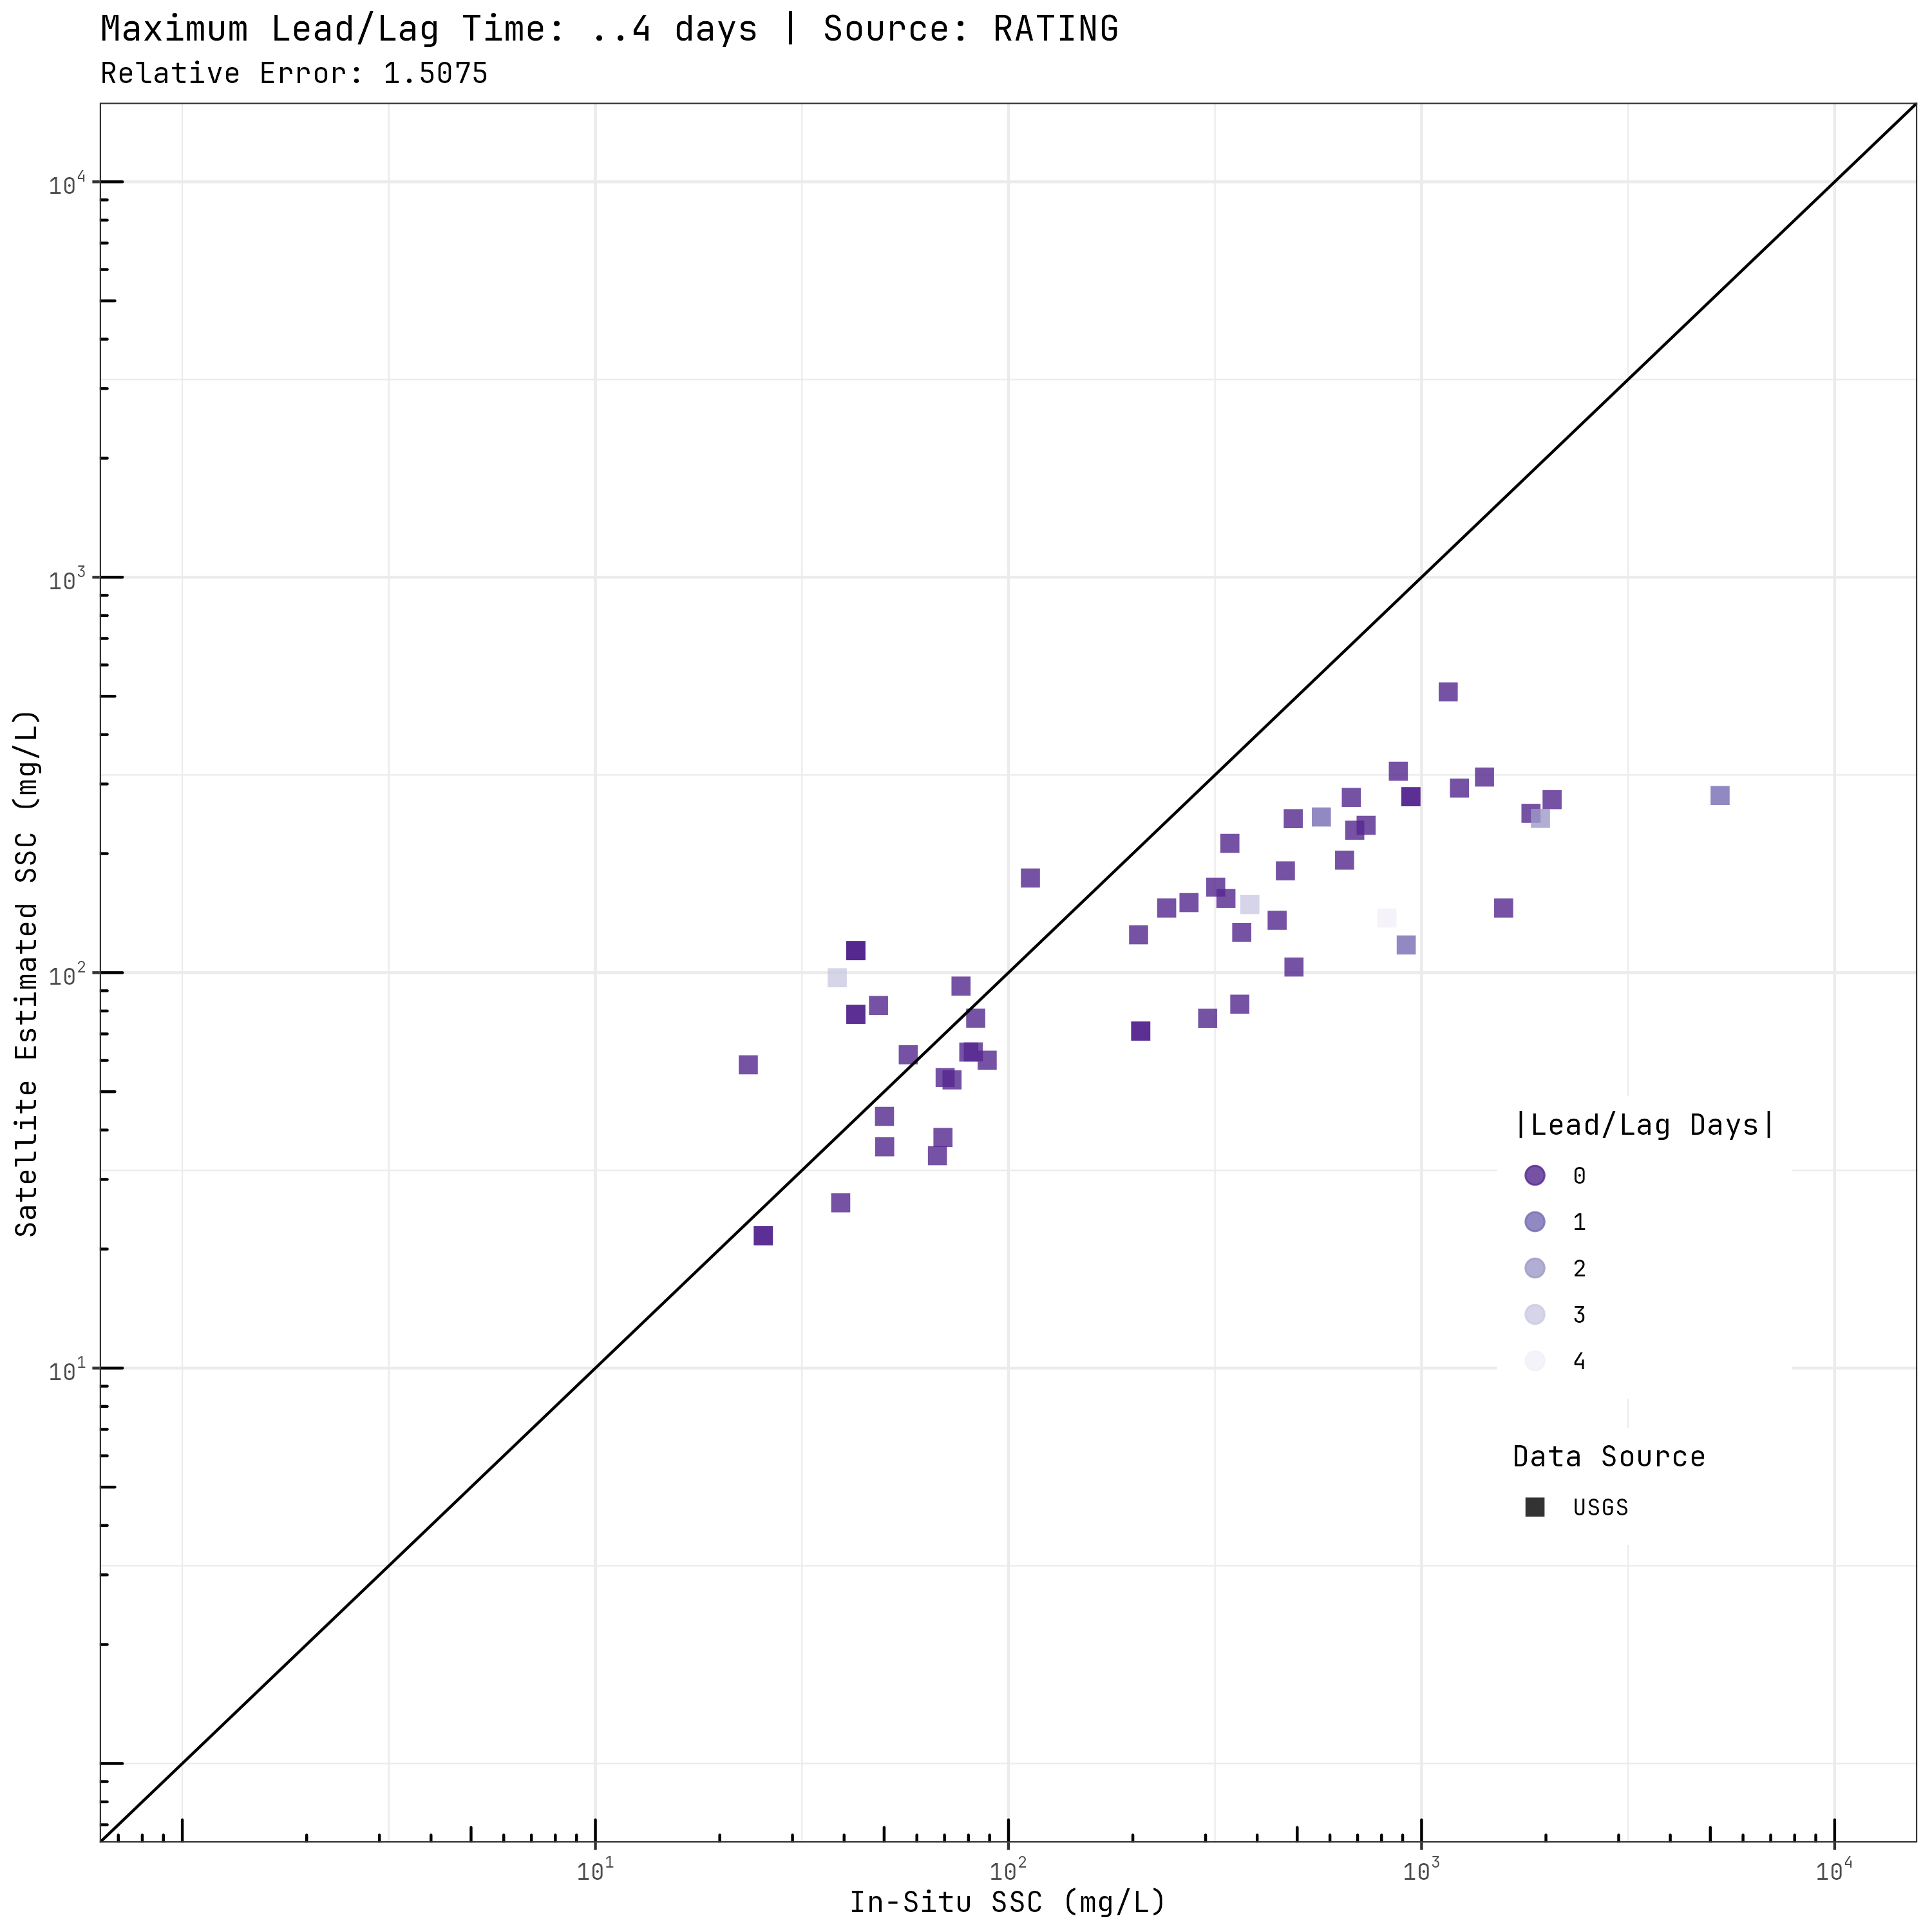 Maximum Lead/Lag Time: ..4 days | Source: RATING
Relative Error: 1.5075
Satellite Estimated SSC (mg/L)
10⁴
10³
10²
10¹
|Lead/Lag Days|
0
1
2
3
4
Data Source
USGS
10¹
10²
10³
10⁴
In-Situ SSC (mg/L)